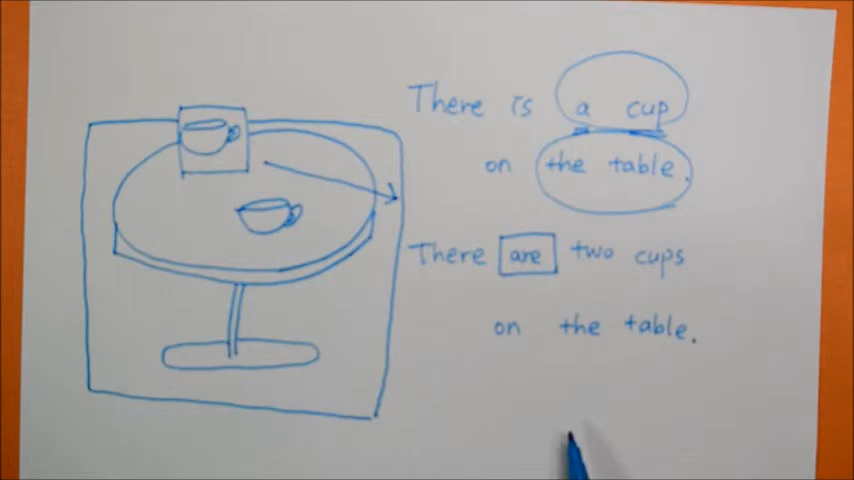 There is a cup
on the table.
There are two cups
on the table.